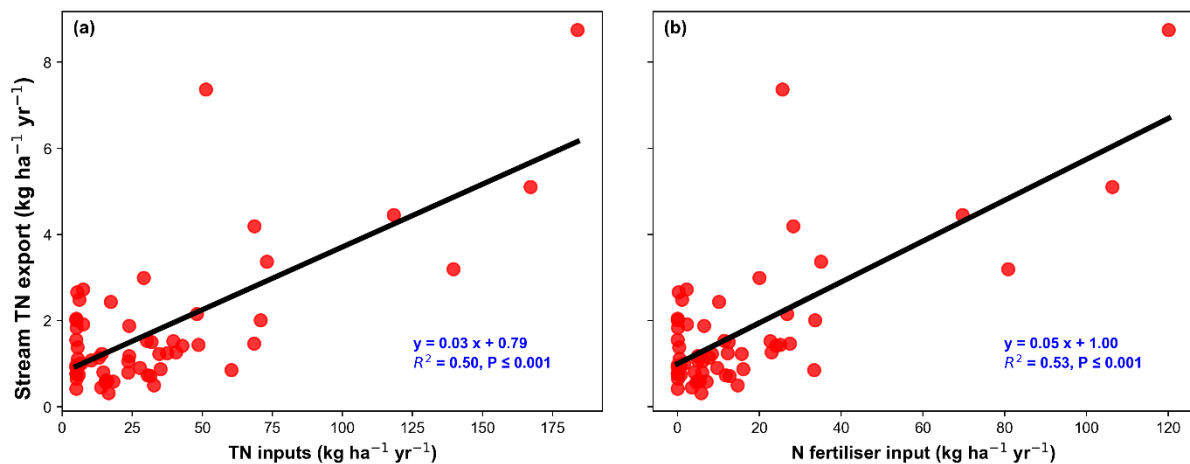 (a)
(b)
Stream TN export (kg ha⁻¹ yr⁻¹)
8
6
4
2
0
y = 0.03 x + 0.79
R² = 0.50, P ≤ 0.001
y = 0.05 x + 1.00
R² = 0.53, P ≤ 0.001
0 25 50 75 100 125 150 175
0 20 40 60 80 100 120
TN inputs (kg ha⁻¹ yr⁻¹)
N fertiliser input (kg ha⁻¹ yr⁻¹)